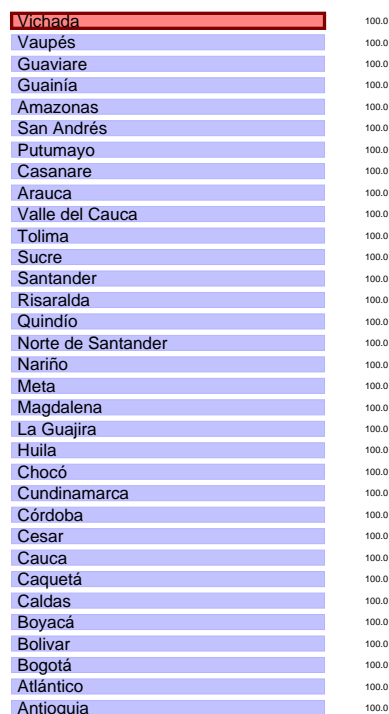 Vichada 100.0
Vaupés 100.0
Guaviare 100.0
Guainía 100.0
Amazonas 100.0
San Andrés 100.0
Putumayo 100.0
Casanare 100.0
Arauca 100.0
Valle del Cauca 100.0
Tolima 100.0
Sucre 100.0
Santander 100.0
Risaralda 100.0
Quindío 100.0
Norte de Santander 100.0
Nariño 100.0
Meta 100.0
Magdalena 100.0
La Guajira 100.0
Huila 100.0
Chocó 100.0
Cundinamarca 100.0
Córdoba 100.0
Cesar 100.0
Cauca 100.0
Caquetá 100.0
Caldas 100.0
Boyacá 100.0
Bolivar 100.0
Bogotá 100.0
Atlántico 100.0
Antioquia 100.0